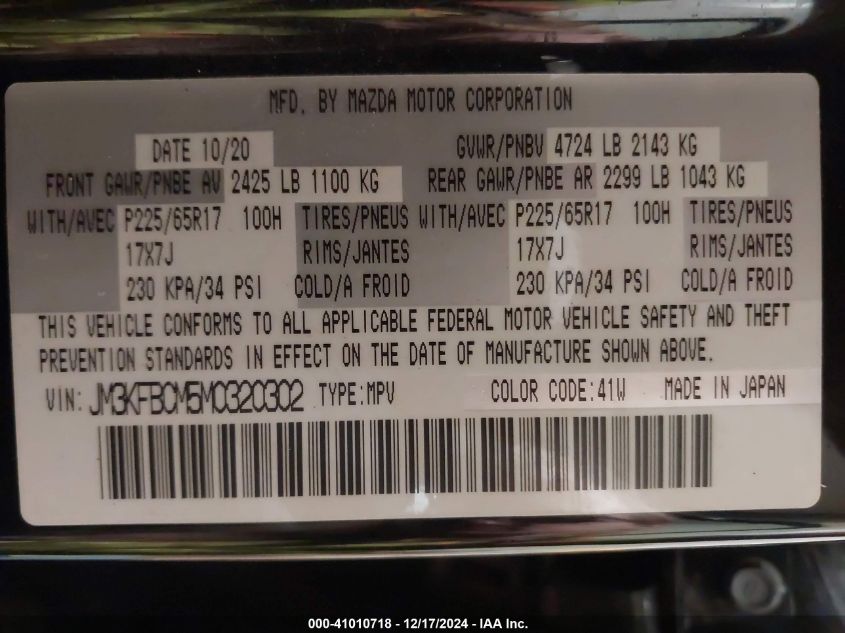 MFD. BY MAZDA MOTOR CORPORATION
DATE 10/20 GVWR/PNBV 4724 LB 2143 KG
FRONT GAWR/PNBE AV 2425 LB 1100 KG REAR GAWR/PNBE AR 2299 LB 1043 KG
WITH/AVEC P225/65R17 100H TIRES/PNEUS WITH/AVEC P225/65R17 100H TIRES/PNEUS
17X7J RIMS/JANTES 17X7J RIMS/JANTES
230 KPA/34 PSI COLD/A FROID 230 KPA/34 PSI COLD/A FROID
THIS VEHICLE CONFORMS TO ALL APPLICABLE FEDERAL MOTOR VEHICLE SAFETY AND THEFT
PREVENTION STANDARDS IN EFFECT ON THE DATE OF MANUFACTURE SHOWN ABOVE.
VIN: JM3KFBCM5M0320302 TYPE:MPV COLOR CODE:41W MADE IN JAPAN
000-41010718 - 12/17/2024 - IAA Inc.